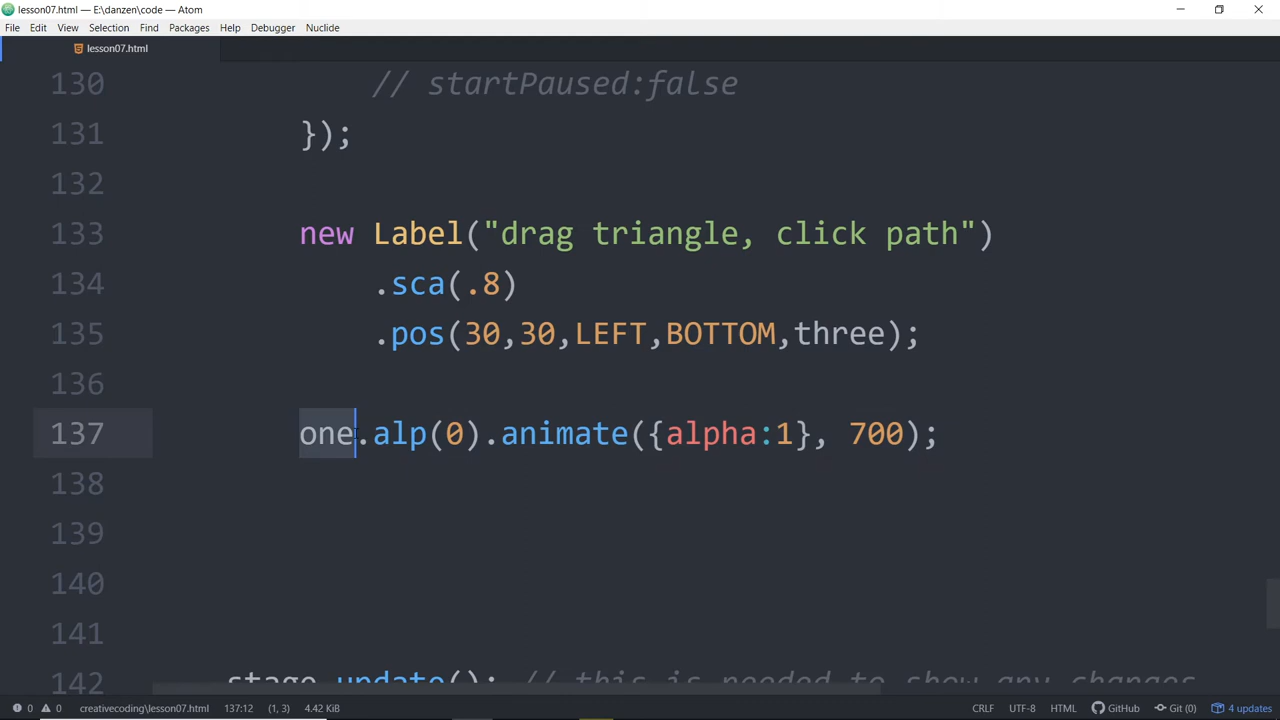 lesson07.html — E:\danzen\code — Atom
File Edit View Selection Find Packages Help Debugger Nuclide
lesson07.html
130 // startPaused:false
131 });
132
133 new Label("drag triangle, click path")
134 .sca(.8)
135 .pos(30,30,LEFT,BOTTOM,three);
136
137 one.alp(0).animate({alpha:1}, 700);
138
139
140
141
142 stage.update(); // this is needed to show any changes
0 0 creativecoding\lesson07.html 137:12 (1, 3) 4.42 KiB CRLF UTF-8 HTML GitHub Git (0) 4 updates